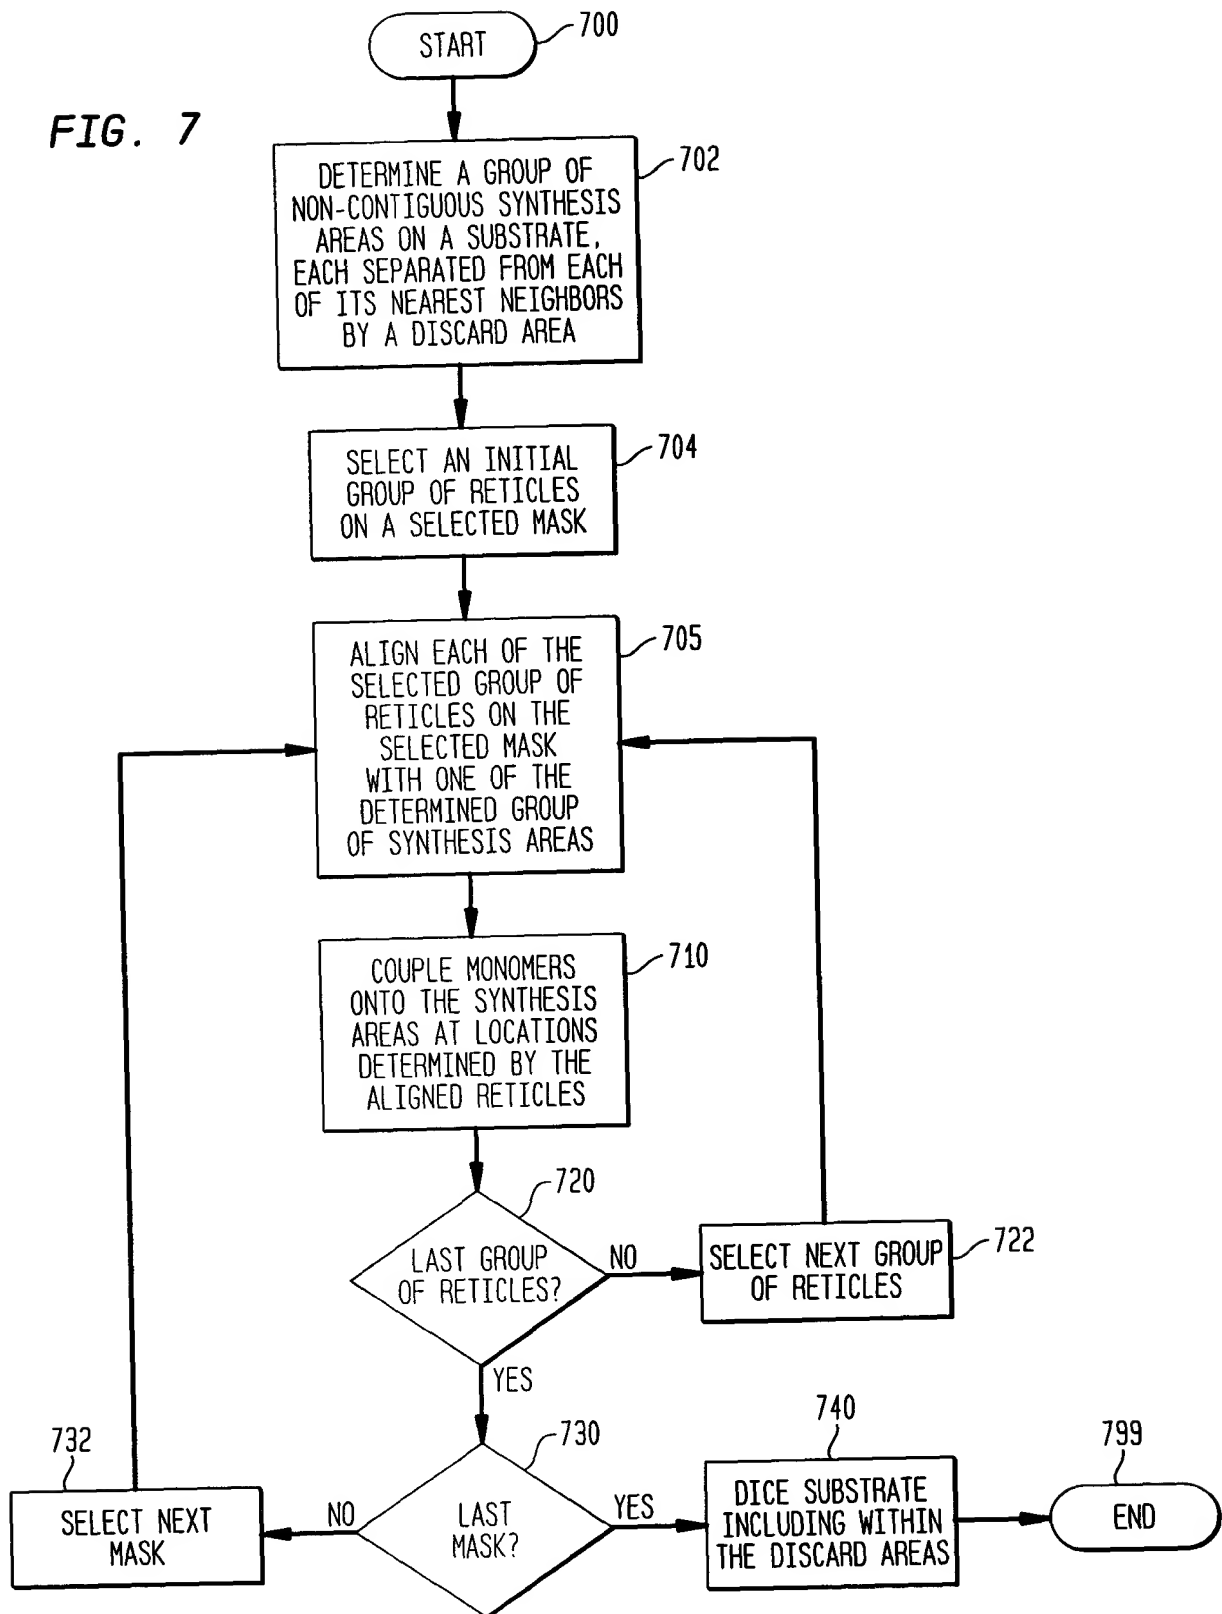 START
700
FIG. 7
DETERMINE A GROUP OF
NON-CONTIGUOUS SYNTHESIS
AREAS ON A SUBSTRATE,
EACH SEPARATED FROM EACH
OF ITS NEAREST NEIGHBORS
BY A DISCARD AREA
702
SELECT AN INITIAL
GROUP OF RETICLES
ON A SELECTED MASK
704
ALIGN EACH OF THE
SELECTED GROUP OF
RETICLES ON THE
SELECTED MASK
WITH ONE OF THE
DETERMINED GROUP
OF SYNTHESIS AREAS
705
COUPLE MONOMERS
ONTO THE SYNTHESIS
AREAS AT LOCATIONS
DETERMINED BY THE
ALIGNED RETICLES
710
LAST GROUP
OF RETICLES?
720
NO
SELECT NEXT GROUP
OF RETICLES
722
YES
LAST
MASK?
730
NO
SELECT NEXT
MASK
732
YES
DICE SUBSTRATE
INCLUDING WITHIN
THE DISCARD AREAS
740
END
799